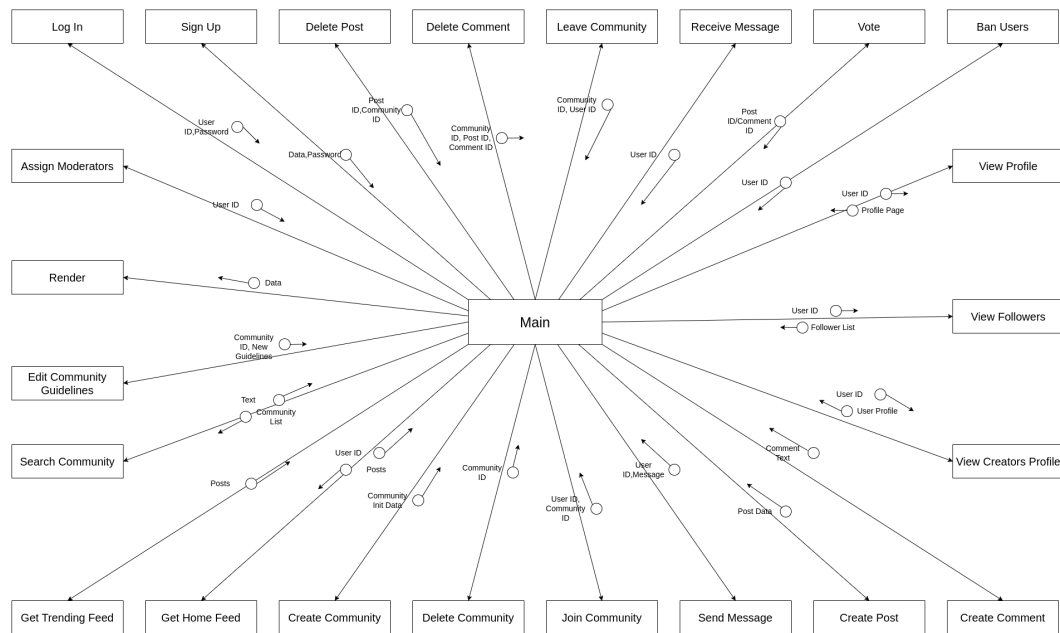 Log In
Sign Up
Delete Post
Delete Comment
Leave Community
Receive Message
Vote
Ban Users
User
ID,Password
Data,Password
Post
ID,Community
ID
Community
ID, Post ID,
Comment ID
Community
ID, User ID
User ID
Post
ID/Comment
ID
User ID
Assign Moderators
User ID
User ID
Profile Page
View Profile
Render
Data
Main
User ID
Follower List
View Followers
Community
ID, New
Guidelines
Edit Community
Guidelines
Text
Community
List
User ID
User Profile
Search Community
View Creators Profile
Posts
User ID
Posts
Community
Init Data
Community
ID
User ID,
Community
ID
User
ID,Message
Comment
Text
Post Data
Get Trending Feed
Get Home Feed
Create Community
Delete Community
Join Community
Send Message
Create Post
Create Comment